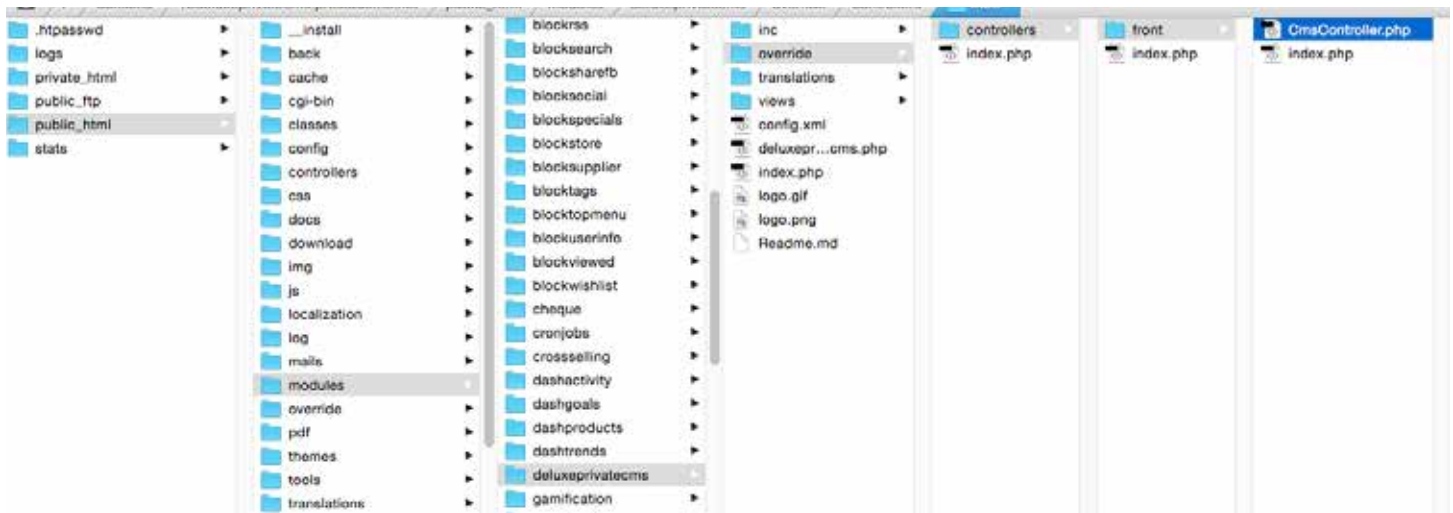 .htpasswd
logs
private_html
public_ftp
public_html
stats
__install
back
cache
cgi-bin
classes
config
controllers
css
docs
download
img
js
localization
log
mails
modules
override
pdf
themes
tools
translations
blockrss
blocksearch
blocksharefb
blocksocial
blockspecials
blockstore
blocksupplier
blocktags
blocktopmenu
blockuserinfo
blockviewed
blockwishlist
cheque
cronjobs
crossselling
dashactivity
dashgoals
dashproducts
dashtrends
deluxeprivatecms
gamification
inc
override
translations
views
config.xml
deluxepr...cms.php
index.php
logo.gif
logo.png
Readme.md
controllers
index.php
front
index.php
CmsController.php
index.php